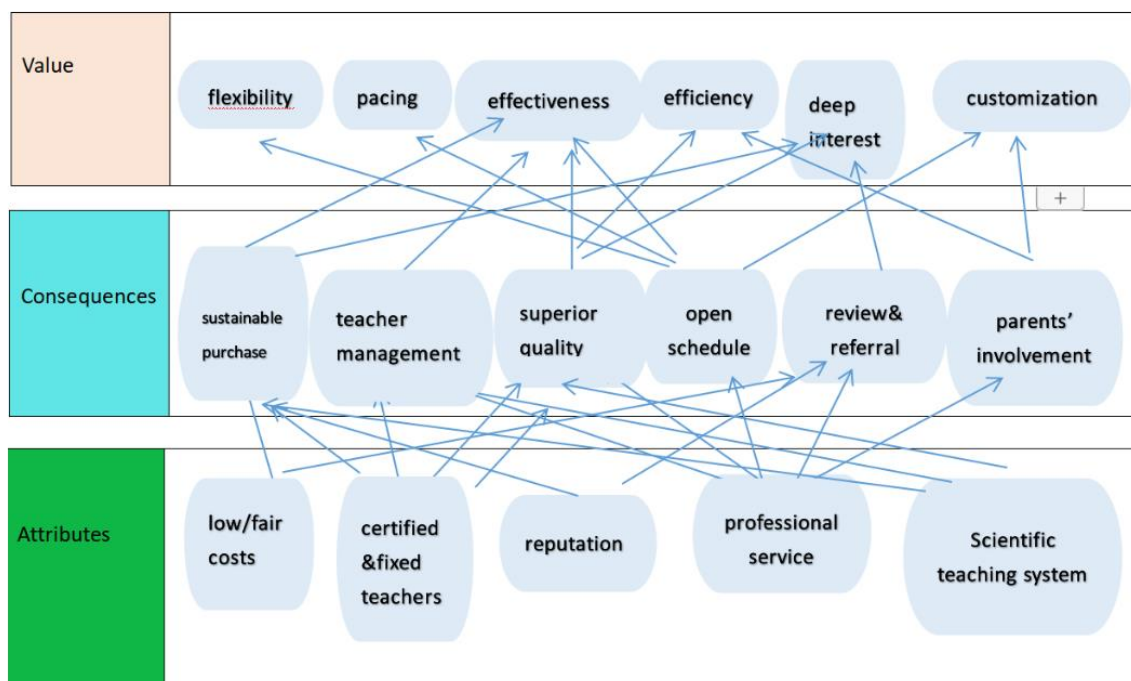 Value
flexibility
pacing
effectiveness
efficiency
deep
interest
customization
+
Consequences
sustainable
purchase
teacher
management
superior
quality
open
schedule
review&
referral
parents'
involvement
Attributes
low/fair
costs
certified
&fixed
teachers
reputation
professional
service
Scientific
teaching system